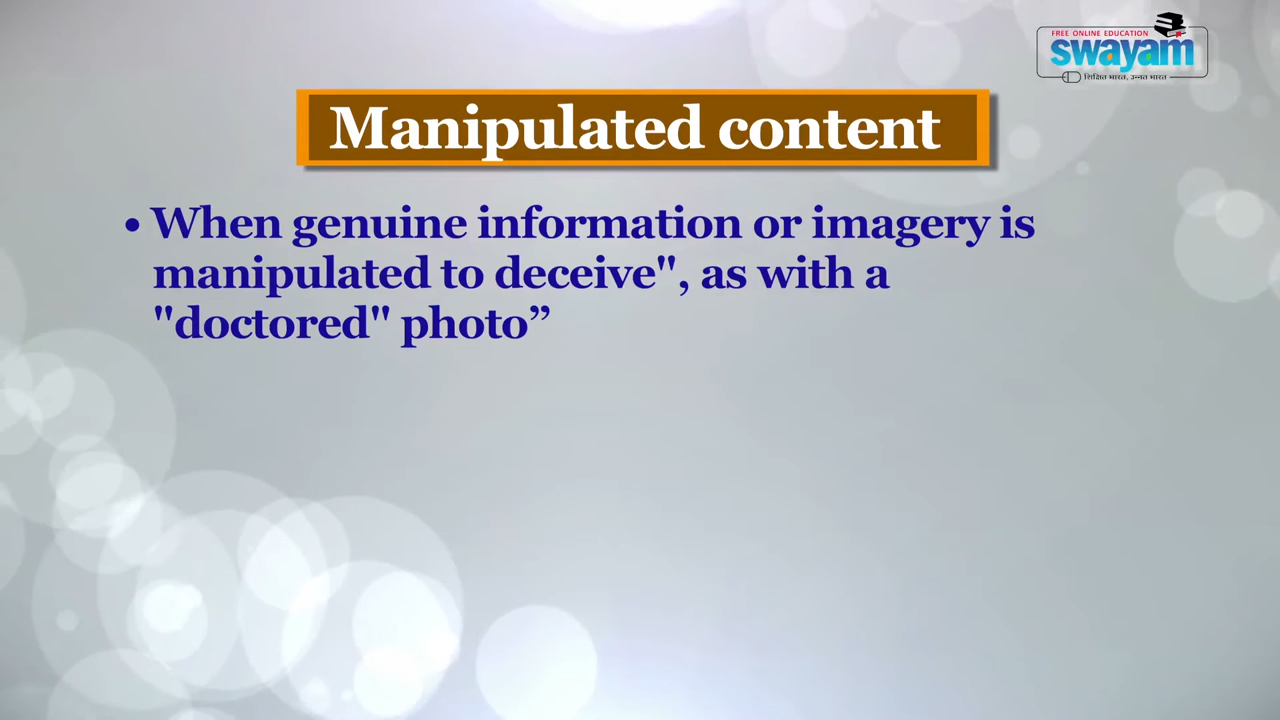 FREE ONLINE EDUCATION
swayam
शिक्षित भारत, उन्नत भारत
Manipulated content
• When genuine information or imagery is
manipulated to deceive", as with a
"doctored" photo”